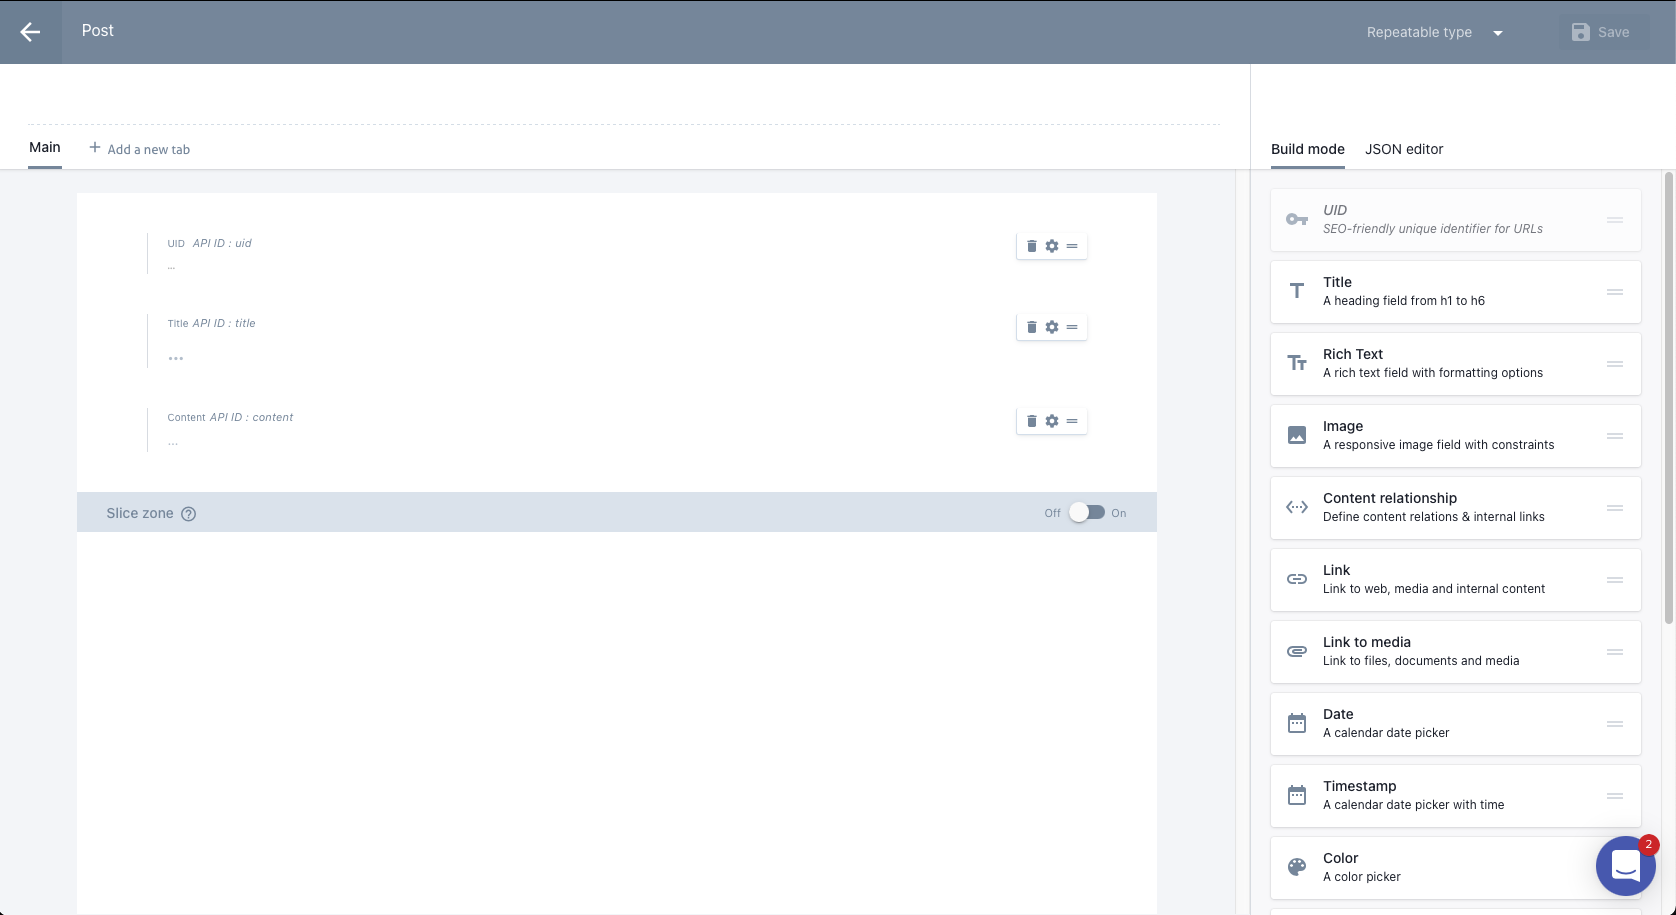 Post
Repeatable type
Save
Main
Add a new tab
Build mode
JSON editor
UID API ID : uid
...
Title API ID : title
...
Content API ID : content
...
Slice zone ?
Off On
UID
SEO-friendly unique identifier for URLs
Title
A heading field from h1 to h6
Rich Text
A rich text field with formatting options
Image
A responsive image field with constraints
Content relationship
Define content relations & internal links
Link
Link to web, media and internal content
Link to media
Link to files, documents and media
Date
A calendar date picker
Timestamp
A calendar date picker with time
Color
A color picker
2